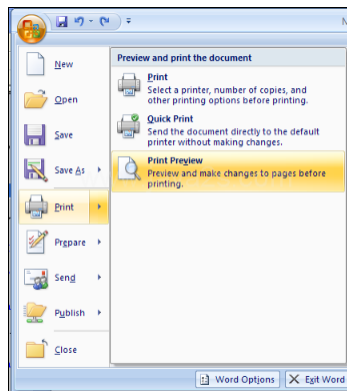 New
Open
Save
Save As
Print
Prepare
Send
Publish
Close
Preview and print the document
Print
Select a printer, number of copies, and
other printing options before printing.
Quick Print
Send the document directly to the default
printer without making changes.
Print Preview
Preview and make changes to pages before
printing.
Word Options
Exit Word